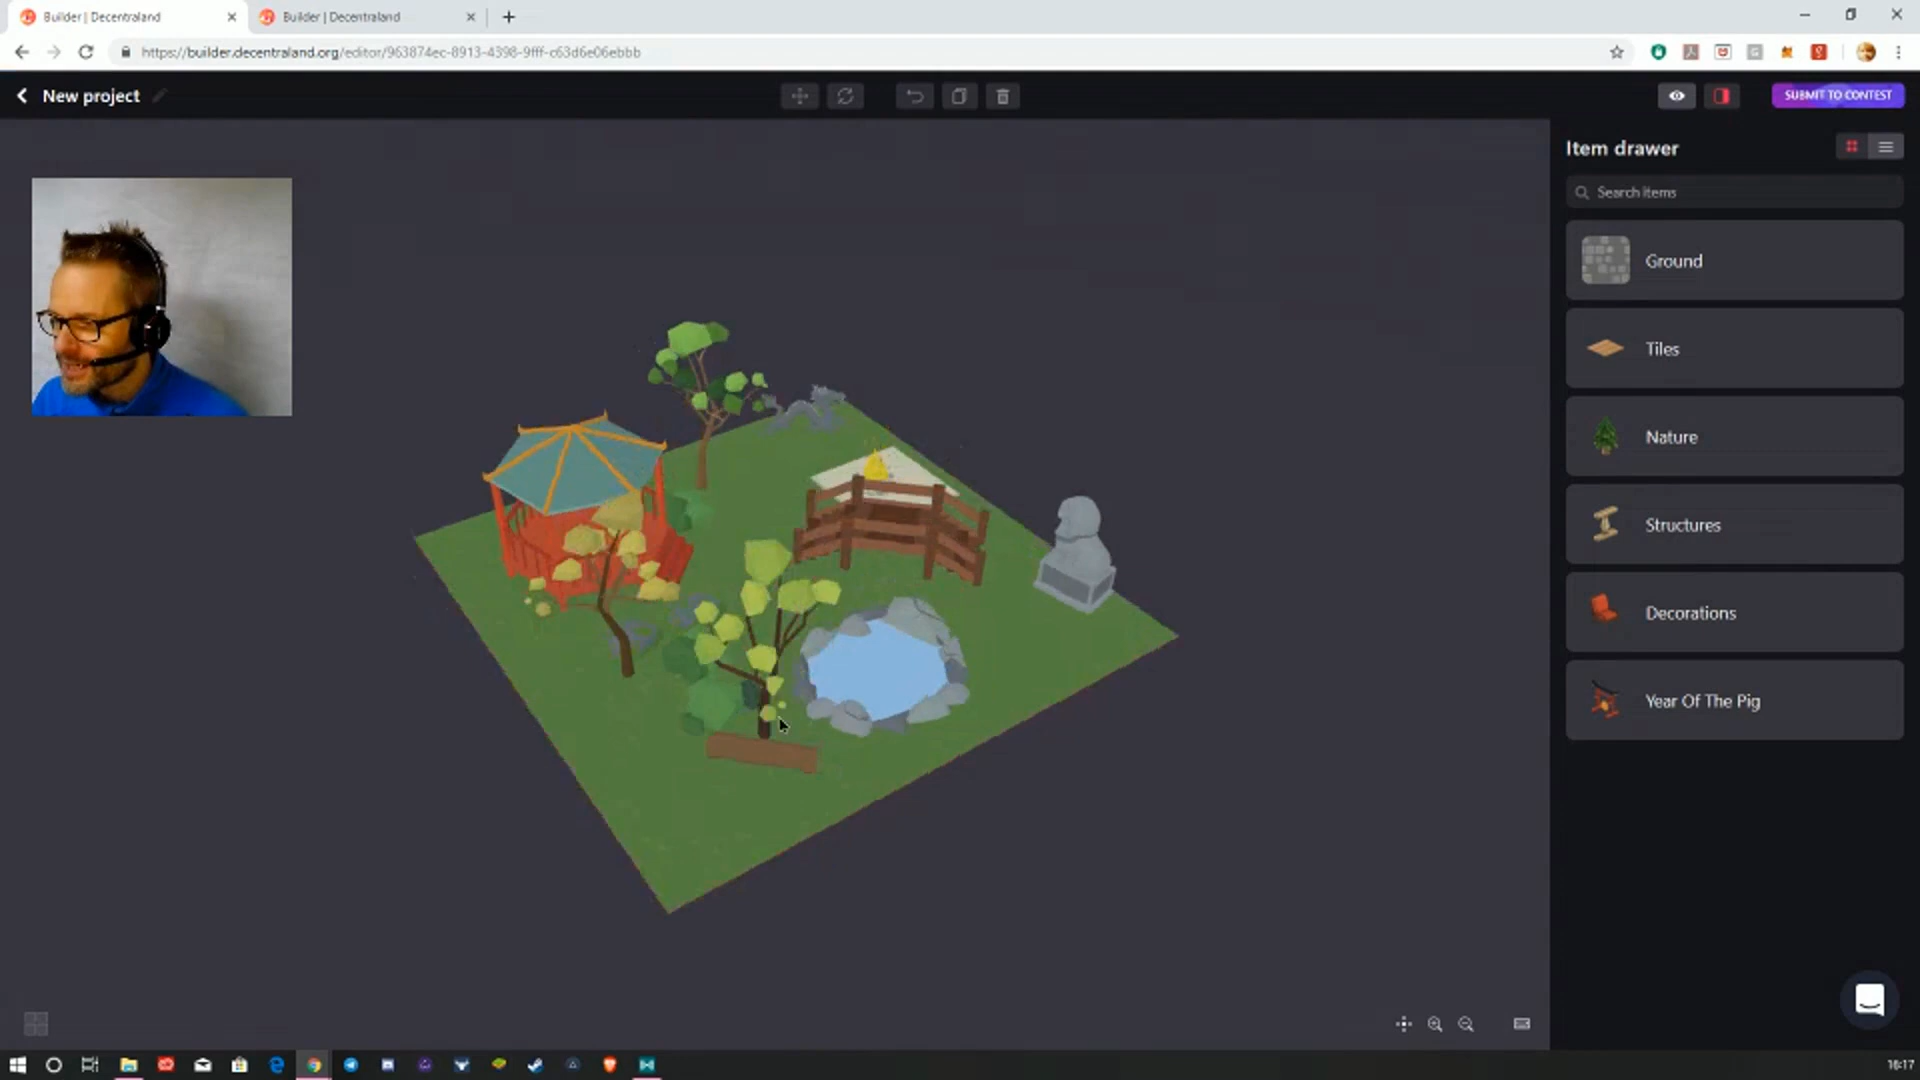 Builder | Decentraland
Builder | Decentraland
https://builder.decentraland.org/editor/963874ec-8913-4398-9fff-c63d6e06ebbb
New project
SUBMIT TO CONTEST
Item drawer
Search items
Ground
Tiles
Nature
Structures
Decorations
Year Of The Pig
16:17